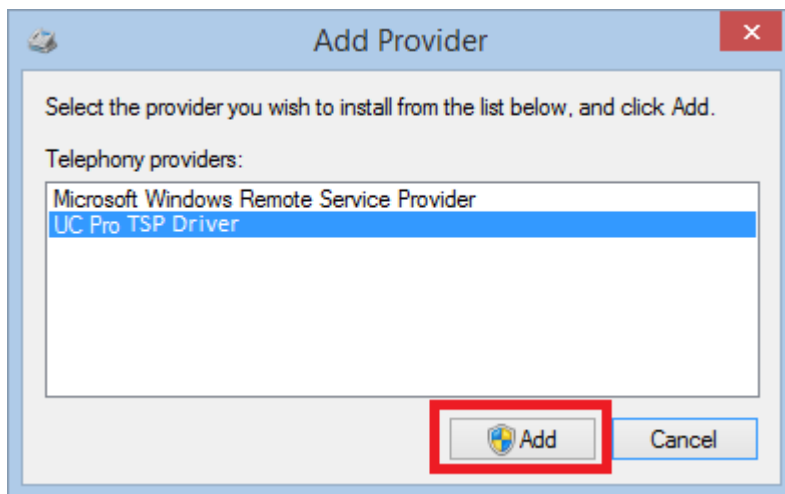 Add Provider
Select the provider you wish to install from the list below, and click Add.
Telephony providers:
Microsoft Windows Remote Service Provider
UC Pro TSP Driver
Add
Cancel